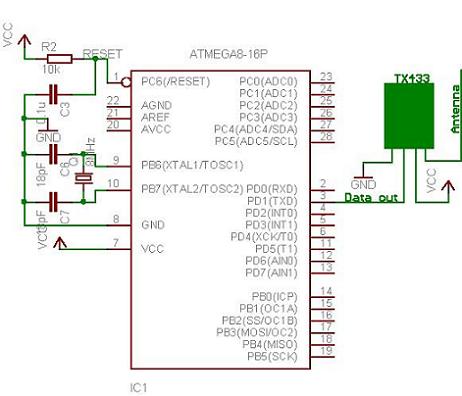 VCC
R2
10k
RESET
ATMEGA8-16P
1
PC6(/RESET)
PC0(ADC0)
23
PC1(ADC1)
24
22
AGND
PC2(ADC2)
25
21
AREF
PC3(ADC3)
26
20
AVCC
PC4(ADC4/SDA)
27
PC5(ADC5/SCL)
28
C3
GND
C6
18pF
9
PB6(XTAL1/TOSC1)
10
PB7(XTAL2/TOSC2)
C7
8
GND
VCC
7
VCC
PD0(RXD)
2
PD1(TXD)
3
PD2(INT0)
4
PD3(INT1)
5
PD4(XCK/T0)
6
PD5(T1)
11
PD6(AIN0)
12
PD7(AIN1)
13
PB0(ICP)
14
PB1(OC1A)
15
PB2(SS/OC1B)
16
PB3(MOSI/OC2)
17
PB4(MISO)
18
PB5(SCK)
19
IC1
TX433
Antenna
GND
Data out
VCC